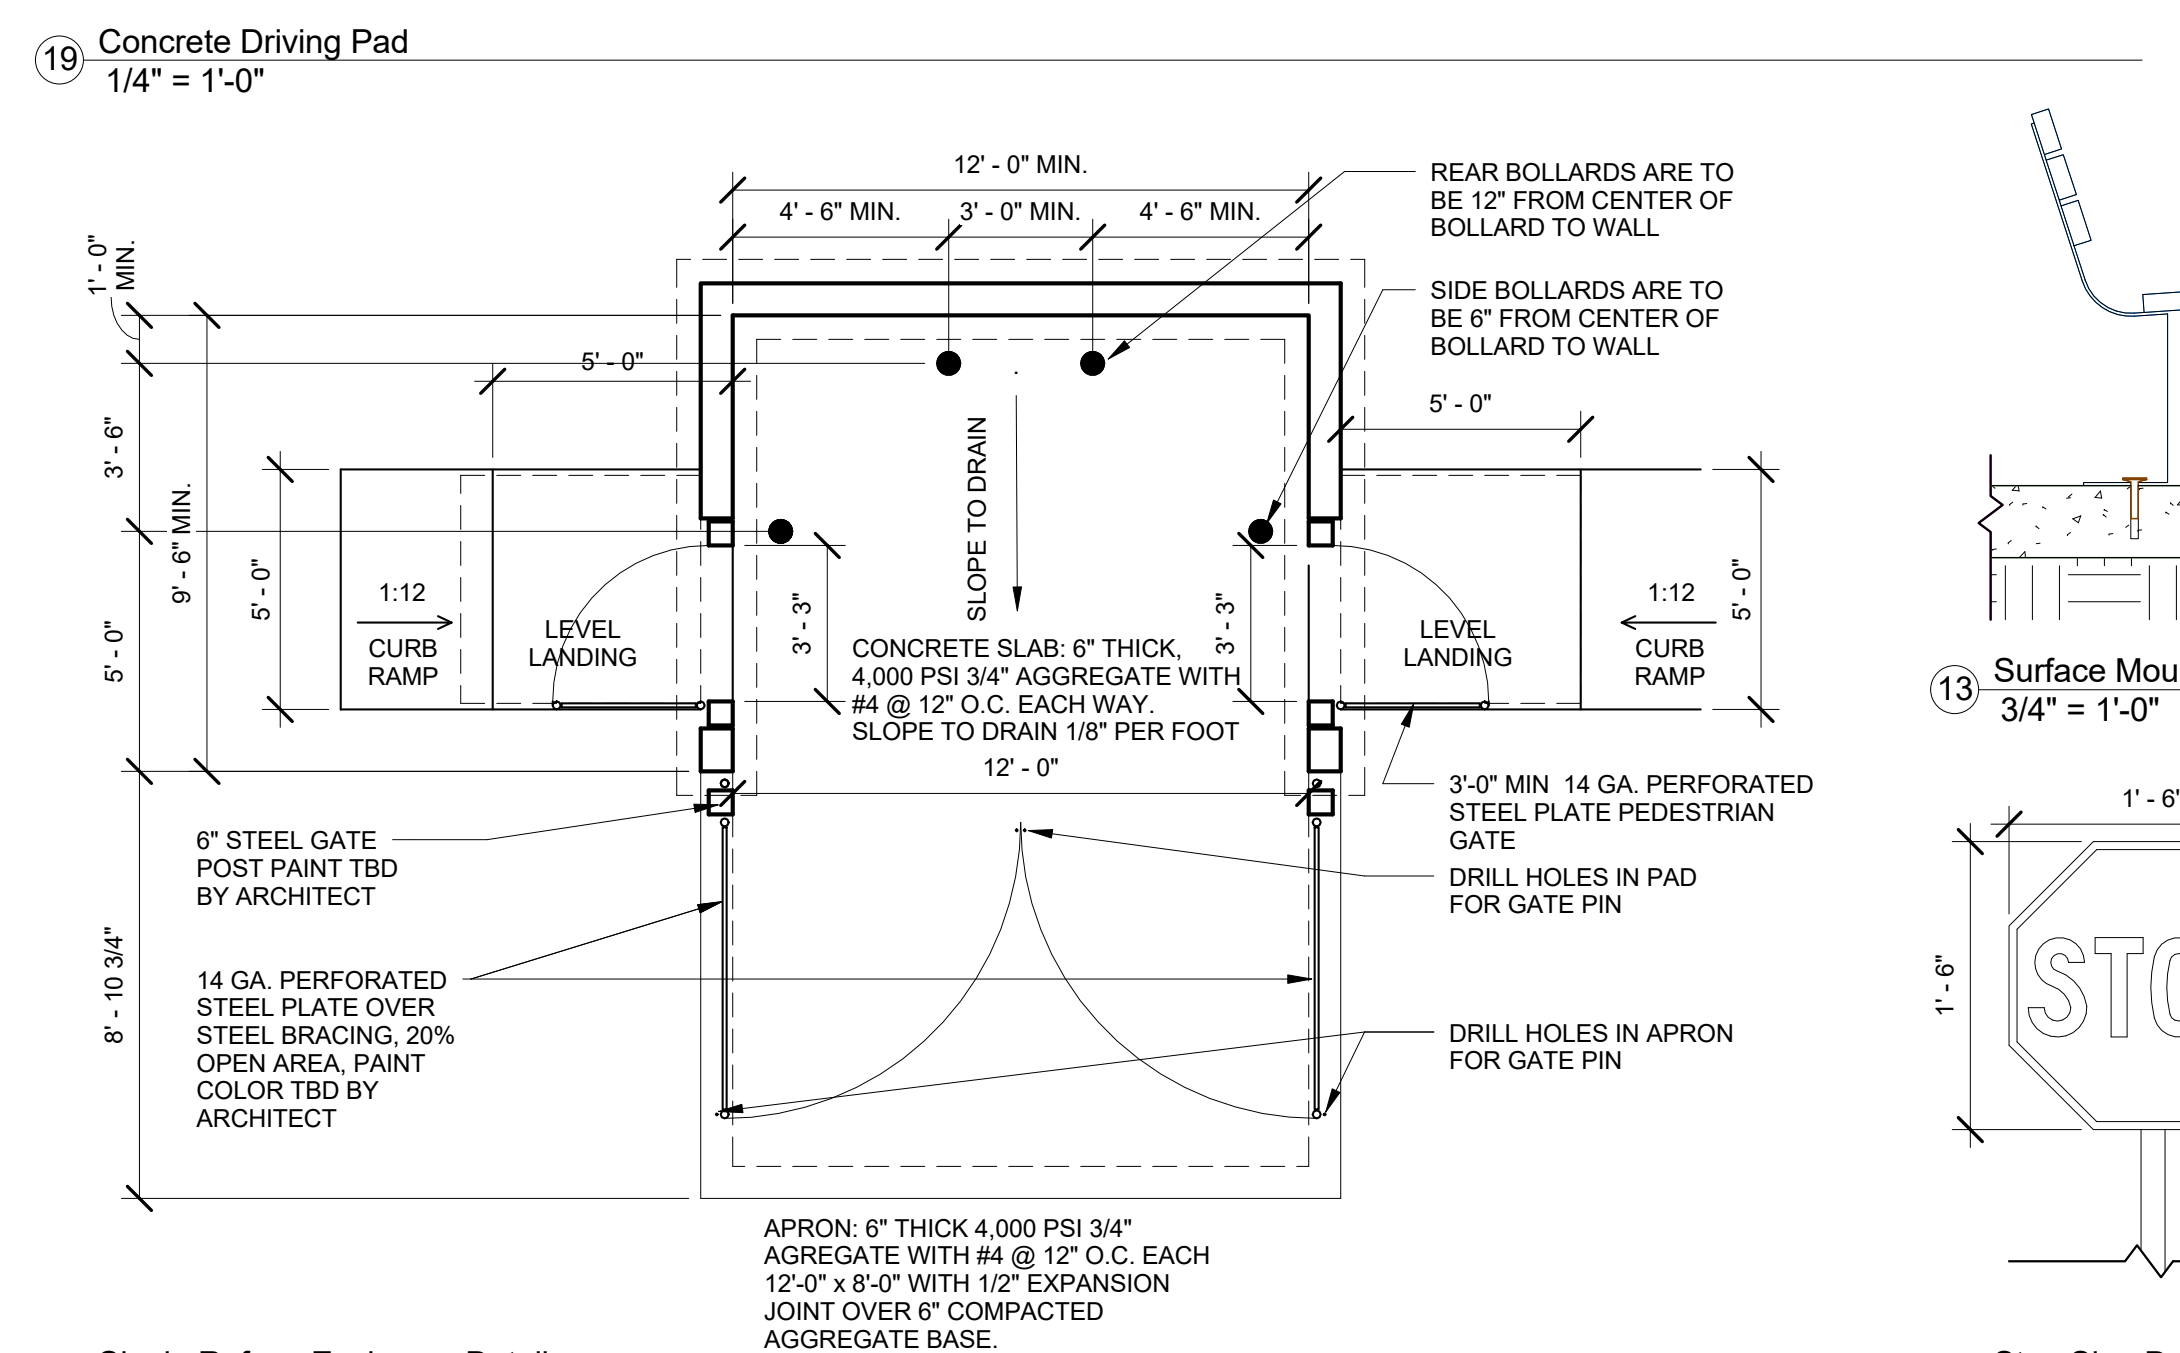 19
Concrete Driving Pad
1/4" = 1'-0"
12' - 0" MIN.
4' - 6" MIN.
3' - 0" MIN.
4' - 6" MIN.
REAR BOLLARDS ARE TO
BE 12" FROM CENTER OF
BOLLARD TO WALL
SIDE BOLLARDS ARE TO
BE 6" FROM CENTER OF
BOLLARD TO WALL
1' - 0"
MIN.
3' - 6"
5' - 0"
8' - 10 3/4"
9' - 6" MIN.
5' - 0"
5' - 0"
5' - 0"
5' - 0"
1:12
CURB
RAMP
LEVEL
LANDING
3' - 3"
SLOPE TO DRAIN
3' - 3"
LEVEL
LANDING
1:12
CURB
RAMP
CONCRETE SLAB: 6" THICK,
4,000 PSI 3/4" AGGREGATE WITH
#4 @ 12" O.C. EACH WAY.
SLOPE TO DRAIN 1/8" PER FOOT
12' - 0"
6" STEEL GATE
POST PAINT TBD
BY ARCHITECT
14 GA. PERFORATED
STEEL PLATE OVER
STEEL BRACING, 20%
OPEN AREA, PAINT
COLOR TBD BY
ARCHITECT
3'-0" MIN 14 GA. PERFORATED
STEEL PLATE PEDESTRIAN
GATE
DRILL HOLES IN PAD
FOR GATE PIN
DRILL HOLES IN APRON
FOR GATE PIN
APRON: 6" THICK 4,000 PSI 3/4"
AGREGATE WITH #4 @ 12" O.C. EACH
12'-0" x 8'-0" WITH 1/2" EXPANSION
JOINT OVER 6" COMPACTED
AGGREGATE BASE.
13
Surface Mou
3/4" = 1'-0"
1' - 6"
1' - 6"
STO